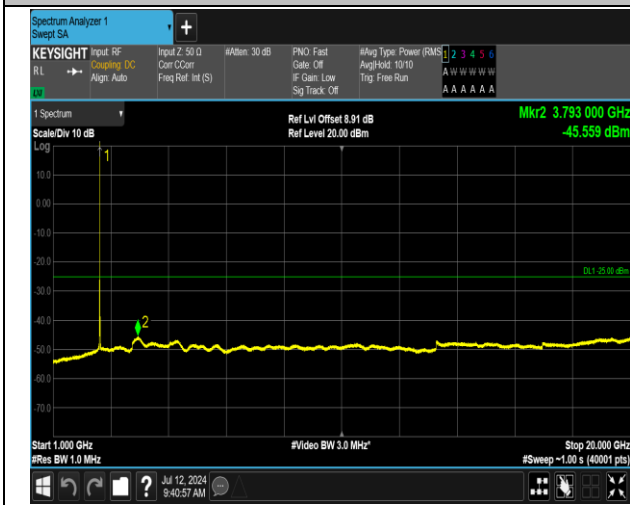 Spectrum Analyzer 1
Swept SA
+
KEYSIGHT Input: RF Input Z: 50 Ω #Atten: 30 dB PNO: Fast #Avg Type: Power (RMS 1 2 3 4 5 6
RL Coupling: DC Corr CCorr Gate: Off Avg|Hold: 10/10 A W W W W W
Align: Auto Freq Ref: Int (S) IF Gain: Low Trig: Free Run
Sig Track: Off A A A A A A
1 Spectrum Ref Lvl Offset 8.91 dB Mkr2 3.793 000 GHz
Scale/Div 10 dB Ref Level 20.00 dBm -45.559 dBm
Log
1
10.0
0.00
-10.0
-20.0
DL1 -25.00 dBm
-30.0
-40.0
2
-50.0
-60.0
-70.0
Start 1.000 GHz #Video BW 3.0 MHz* Stop 20.000 GHz
#Res BW 1.0 MHz #Sweep ~1.00 s (40001 pts)
? Jul 12, 2024
9:40:57 AM